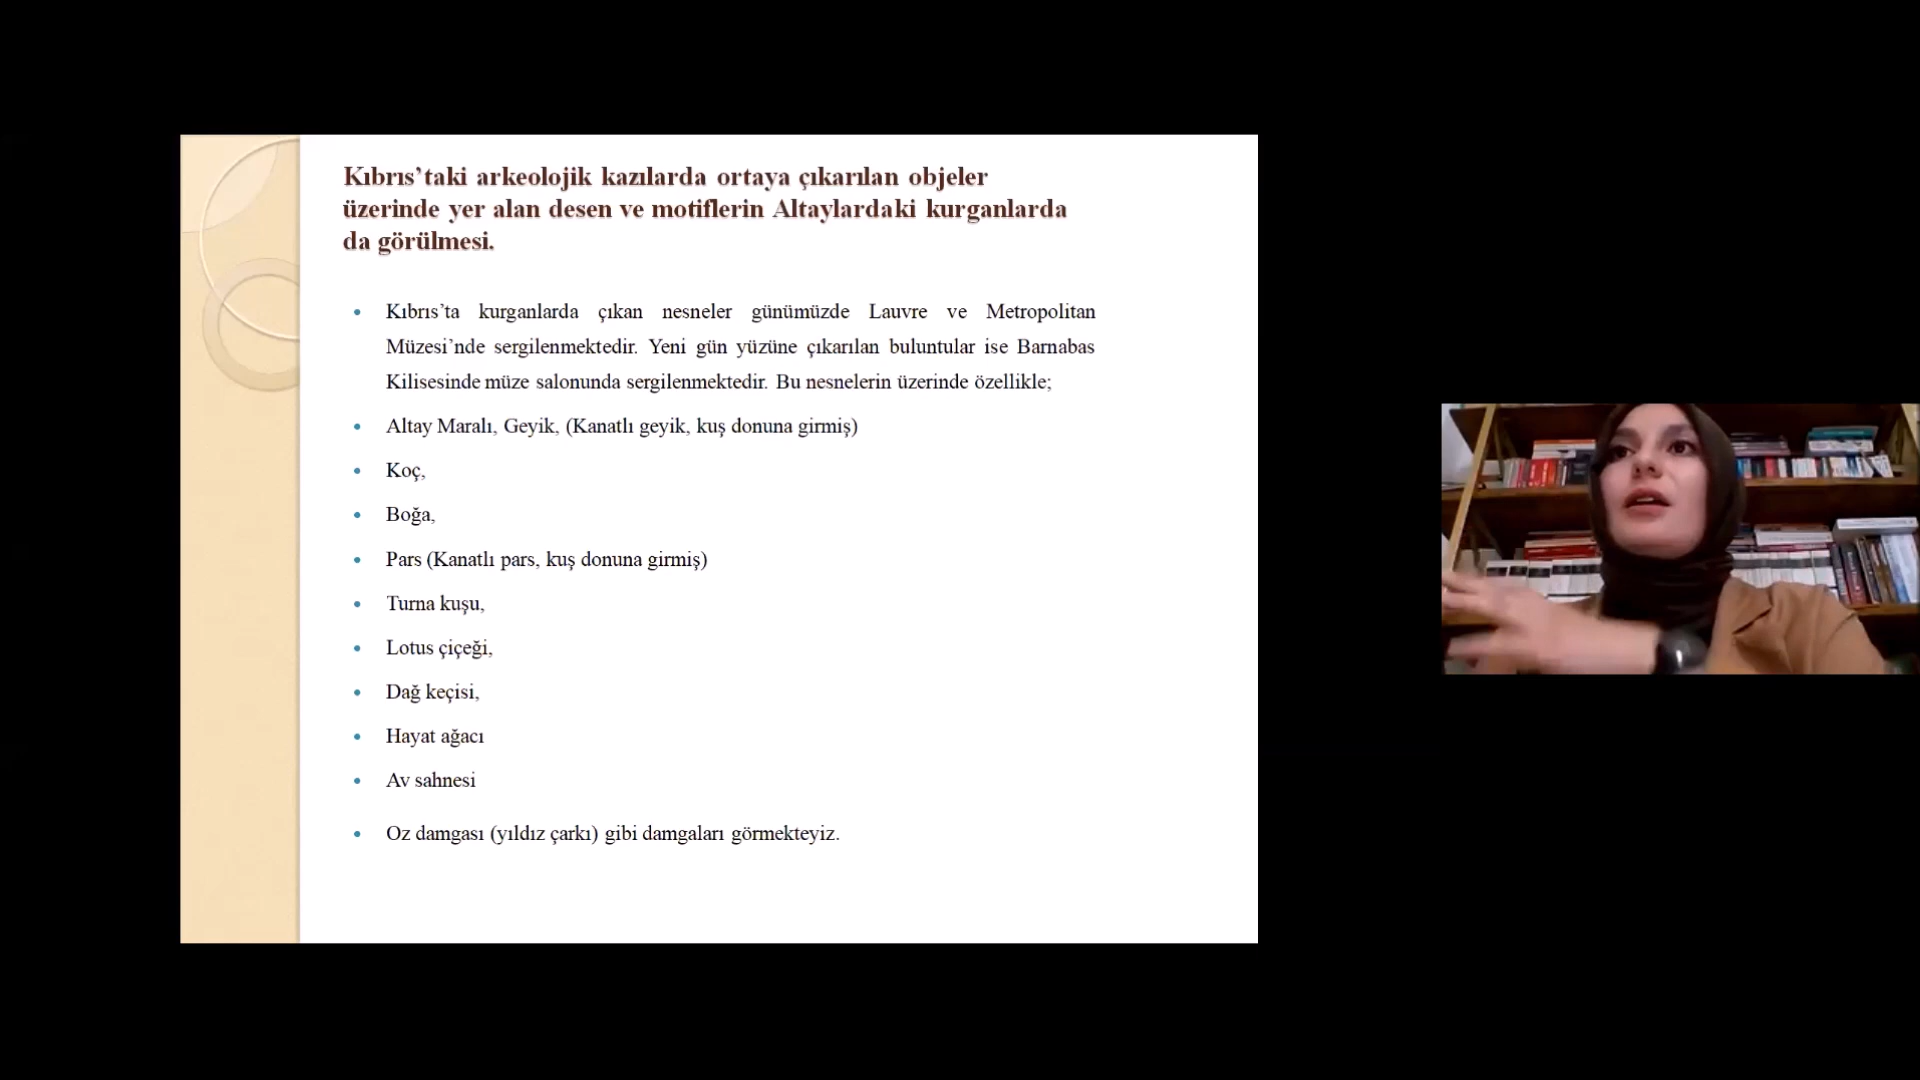 Kıbrıs’taki arkeolojik kazılarda ortaya çıkarılan objeler
üzerinde yer alan desen ve motiflerin Altaylardaki kurganlarda
da görülmesi.
• Kıbrıs’ta kurganlarda çıkan nesneler günümüzde Lauvre ve Metropolitan
Müzesi’nde sergilenmektedir. Yeni gün yüzüne çıkarılan buluntular ise Barnabas
Kilisesinde müze salonunda sergilenmektedir. Bu nesnelerin üzerinde özellikle;
• Altay Maralı, Geyik, (Kanatlı geyik, kuş donuna girmiş)
• Koç,
• Boğa,
• Pars (Kanatlı pars, kuş donuna girmiş)
• Turna kuşu,
• Lotus çiçeği,
• Dağ keçisi,
• Hayat ağacı
• Av sahnesi
• Oz damgası (yıldız çarkı) gibi damgaları görmekteyiz.